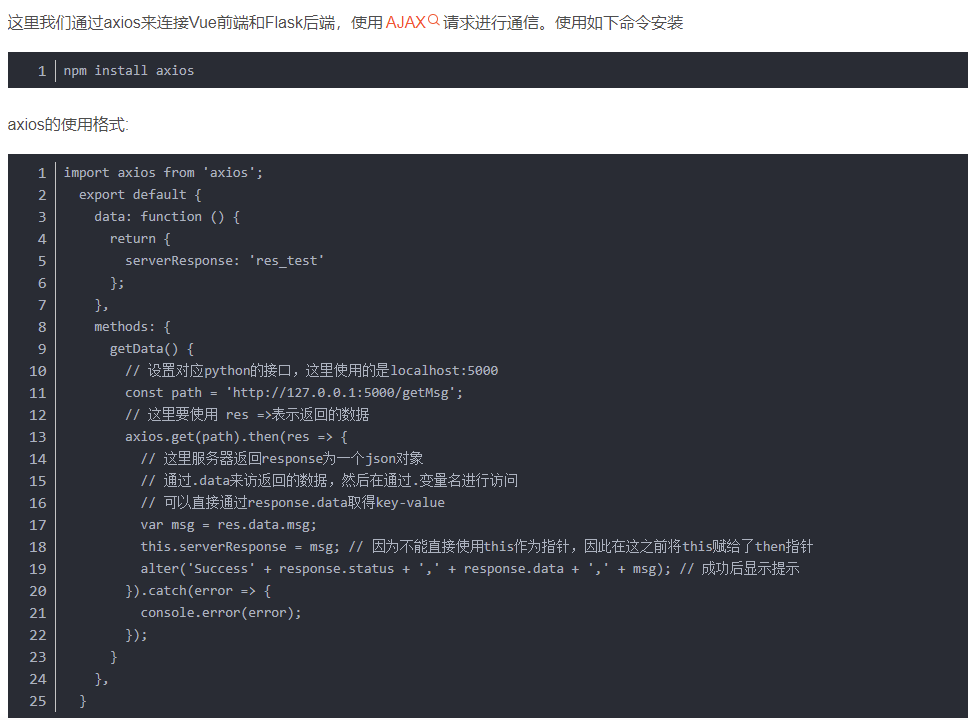 这里我们通过axios来连接Vue前端和Flask后端，使用AJAX请求进行通信。使用如下命令安装
1 npm install axios
axios的使用格式:
1 import axios from 'axios';
2   export default {
3     data: function () {
4       return {
5         serverResponse: 'res_test'
6       };
7     },
8     methods: {
9       getData() {
10         // 设置对应python的接口，这里使用的是localhost:5000
11         const path = 'http://127.0.0.1:5000/getMsg';
12         // 这里要使用 res =>表示返回的数据
13         axios.get(path).then(res => {
14           // 这里服务器返回response为一个json对象
15           // 通过.data来访返回的数据，然后在通过.变量名进行访问
16           // 可以直接通过response.data取得key-value
17           var msg = res.data.msg;
18           this.serverResponse = msg; // 因为不能直接使用this作为指针，因此在这之前将this赋给了then指针
19           alter('Success' + response.status + ',' + response.data + ',' + msg); // 成功后显示提示
20         }).catch(error => {
21           console.error(error);
22         });
23       }
24     },
25   }